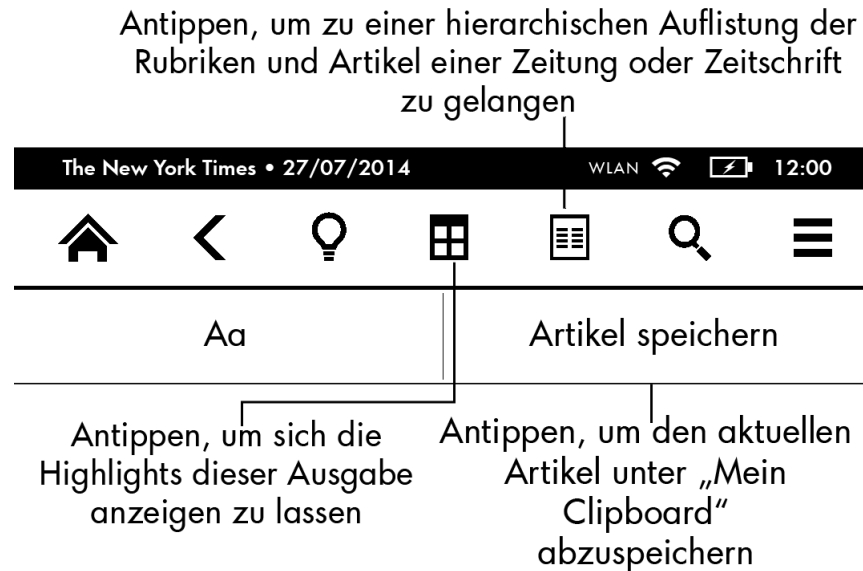 Antippen, um zu einer hierarchischen Auflistung der
Rubriken und Artikel einer Zeitung oder Zeitschrift
zu gelangen
The New York Times • 27/07/2014 WLAN 12:00
Aa Artikel speichern
Antippen, um sich die
Highlights dieser Ausgabe
anzeigen zu lassen
Antippen, um den aktuellen
Artikel unter „Mein
Clipboard“
abzuspeichern